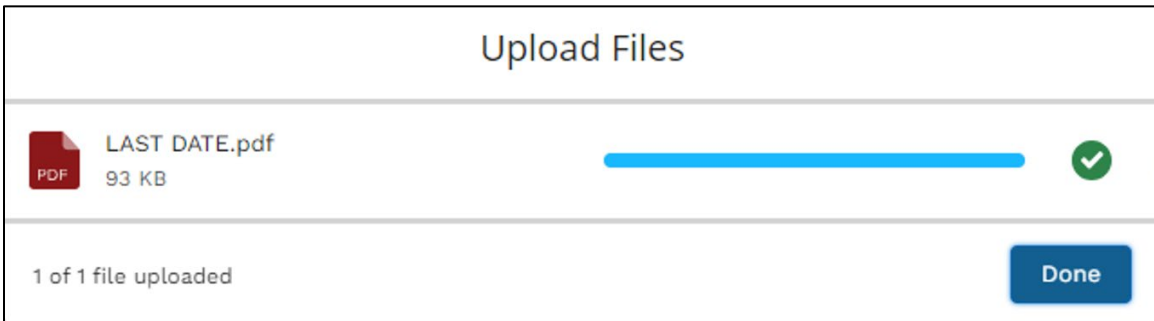 Upload Files
LAST DATE.pdf
PDF
93 KB
1 of 1 file uploaded
Done